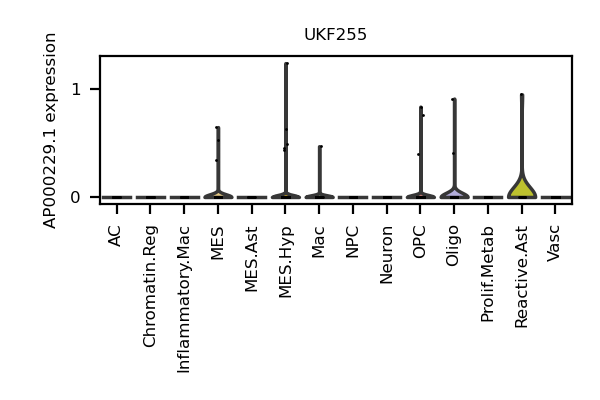 UKF255
AP000229.1 expression
1
0
AC
Chromatin.Reg
Inflammatory.Mac
MES
MES.Ast
MES.Hyp
Mac
NPC
Neuron
OPC
Oligo
Prolif.Metab
Reactive.Ast
Vasc